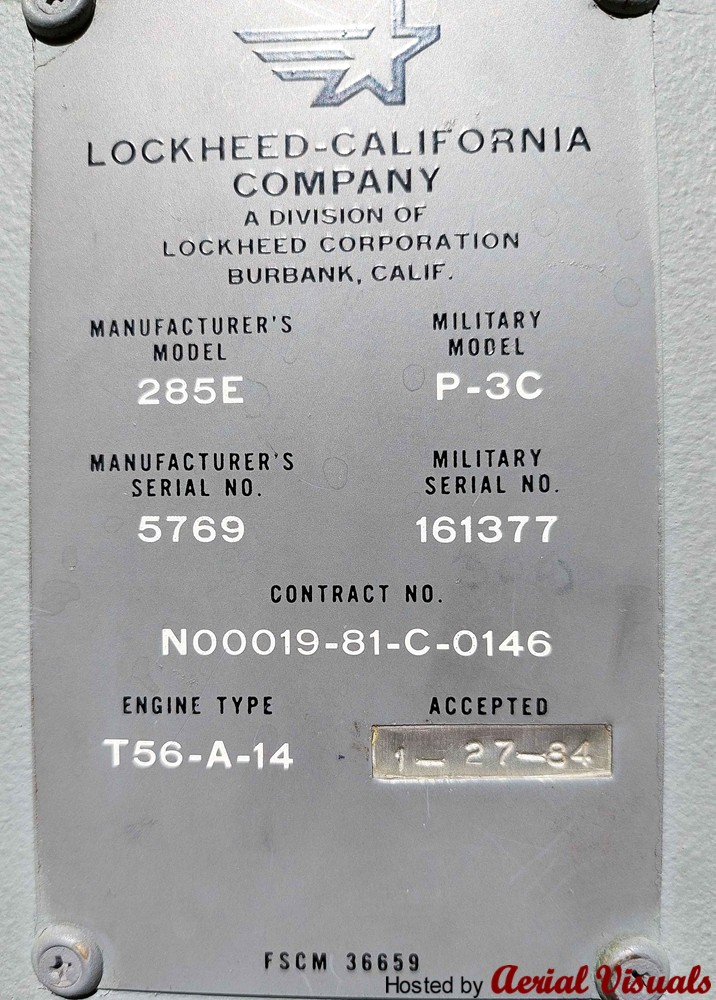 LOCKHEED-CALIFORNIA
COMPANY
A DIVISION OF
LOCKHEED CORPORATION
BURBANK, CALIF.
MANUFACTURER'S
MODEL
285E
MILITARY
MODEL
P-3C
MANUFACTURER'S
SERIAL NO.
5769
MILITARY
SERIAL NO.
161377
CONTRACT NO.
N00019-81-C-0146
ENGINE TYPE
T56-A-14
ACCEPTED
1-27-84
FSCM 36659
Hosted by Aerial Visuals